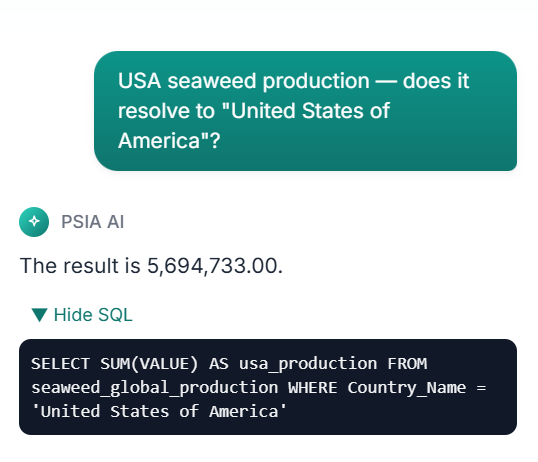 USA seaweed production — does it
resolve to "United States of
America"?
PSIA AI
The result is 5,694,733.00.
▼ Hide SQL
SELECT SUM(VALUE) AS usa_production FROM
seaweed_global_production WHERE Country_Name =
'United States of America'